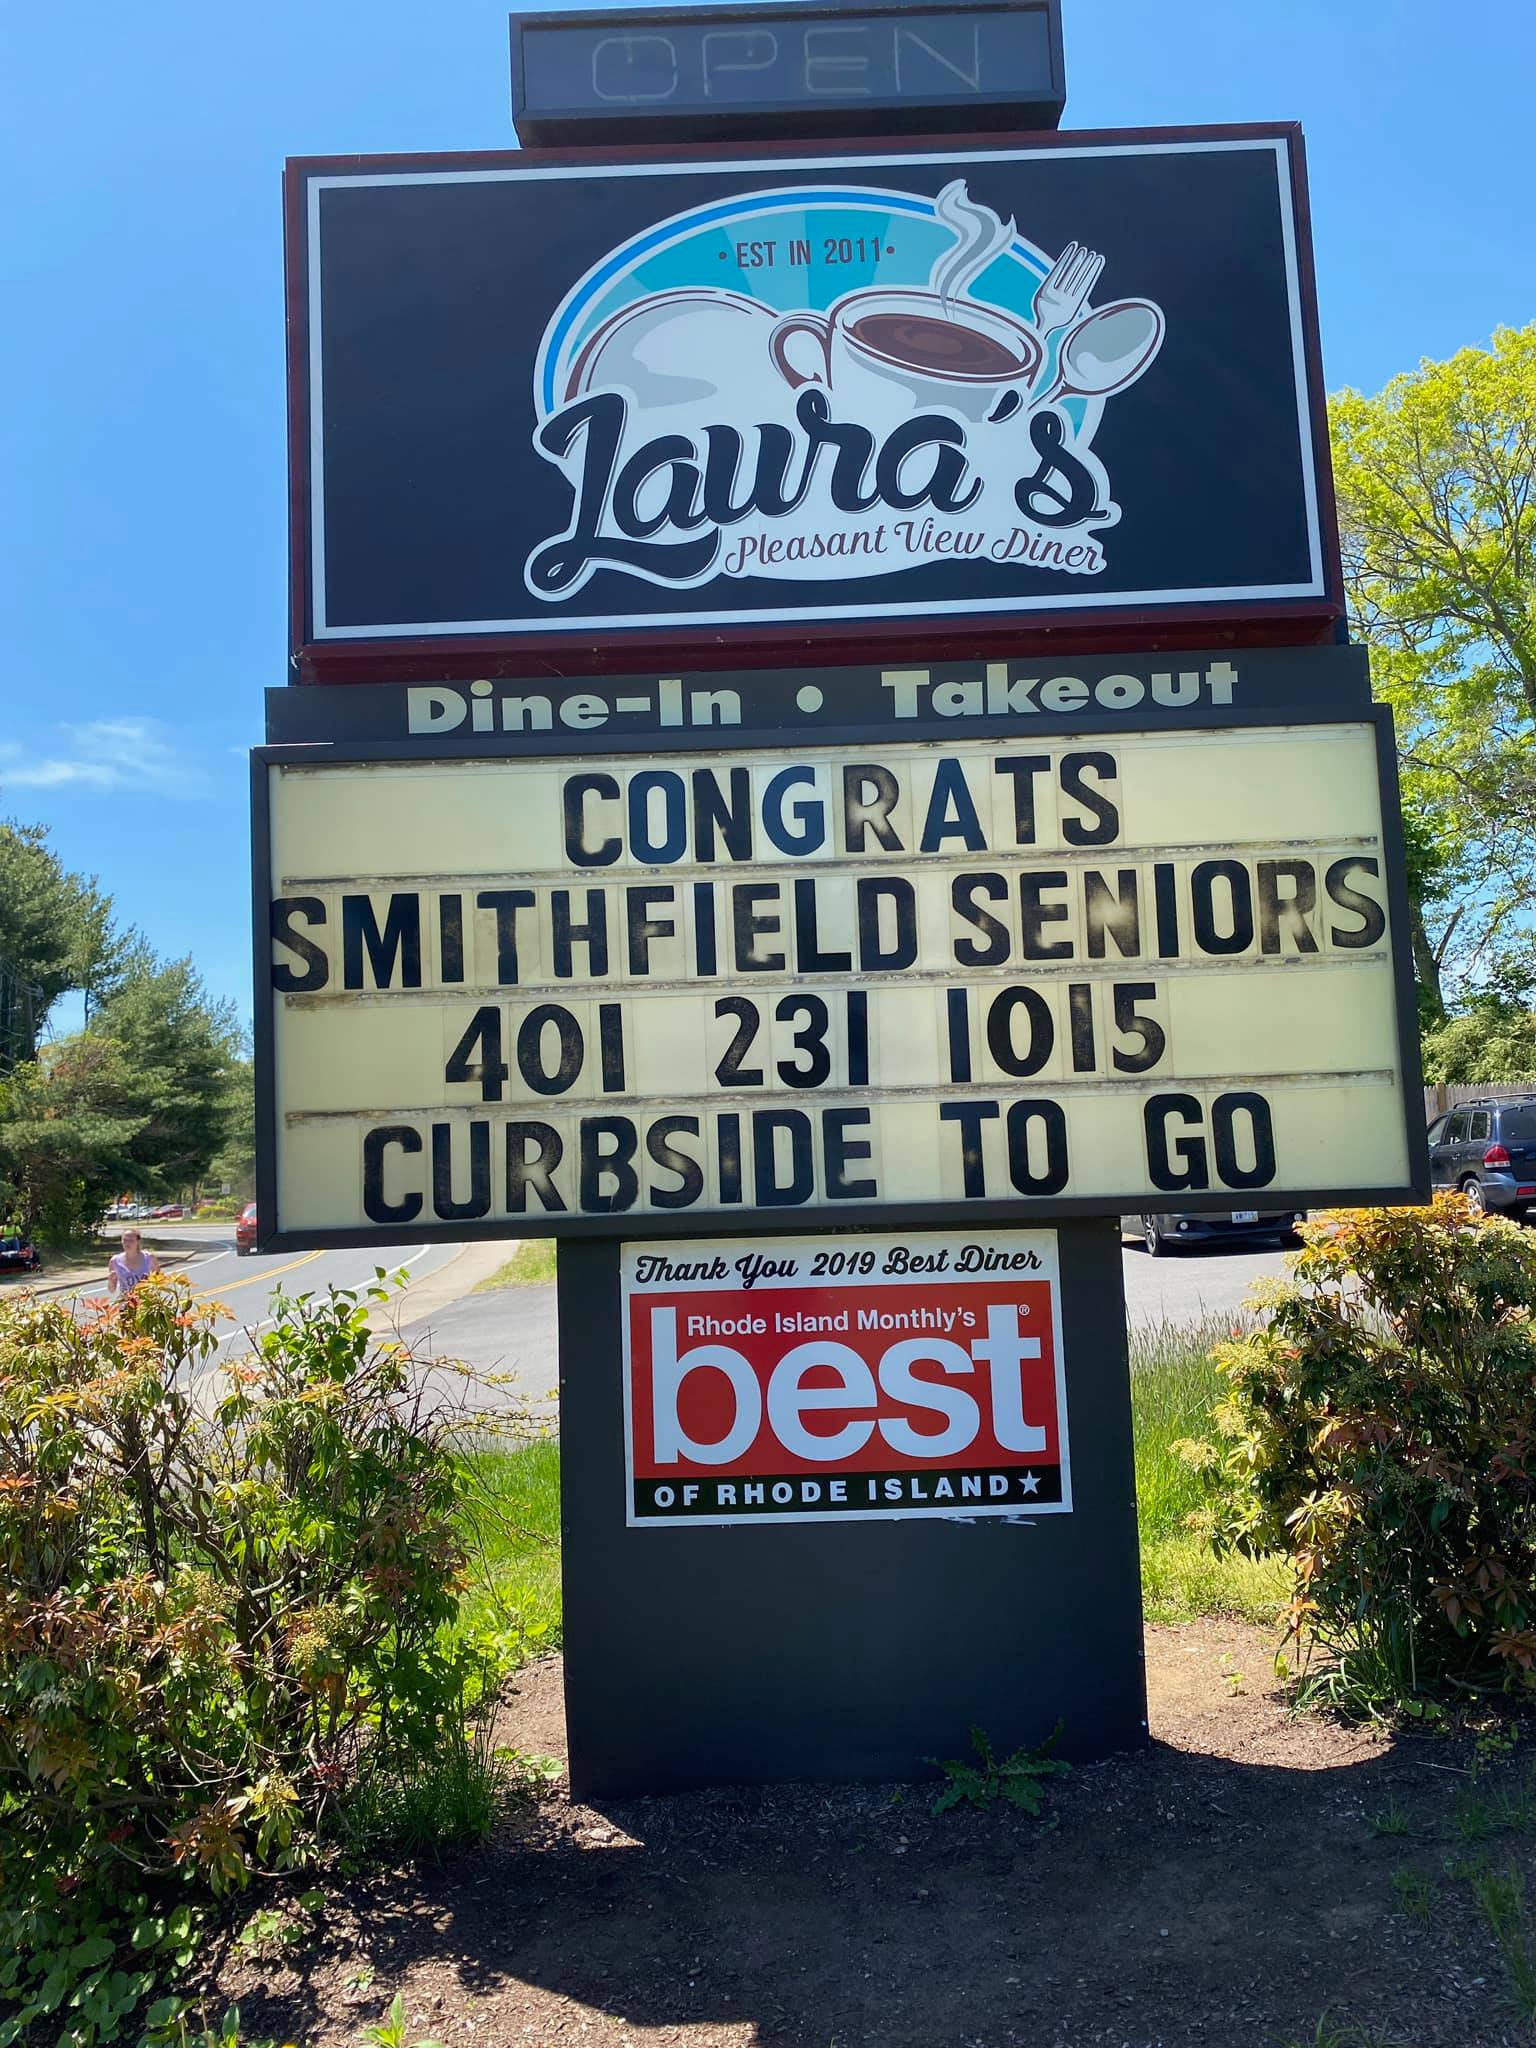 OPEN
• EST IN 2011 •
Laura's
Pleasant View Diner
Dine-In • Takeout
CONGRATS
SMITHFIELD SENIORS
401 231 1015
CURBSIDE TO GO
Thank You 2019 Best Diner
Rhode Island Monthly's
best®
OF RHODE ISLAND★